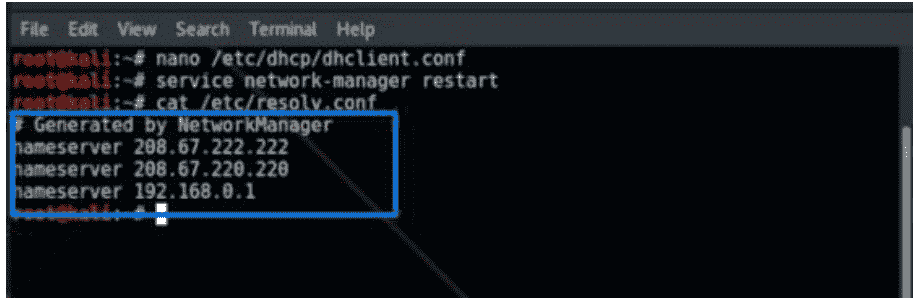 File Edit View Search Terminal Help
root@kali:~# nano /etc/dhcp/dhclient.conf
root@kali:~# service network-manager restart
root@kali:~# cat /etc/resolv.conf
# Generated by NetworkManager
nameserver 208.67.222.222
nameserver 208.67.220.220
nameserver 192.168.0.1
root@kali:~#